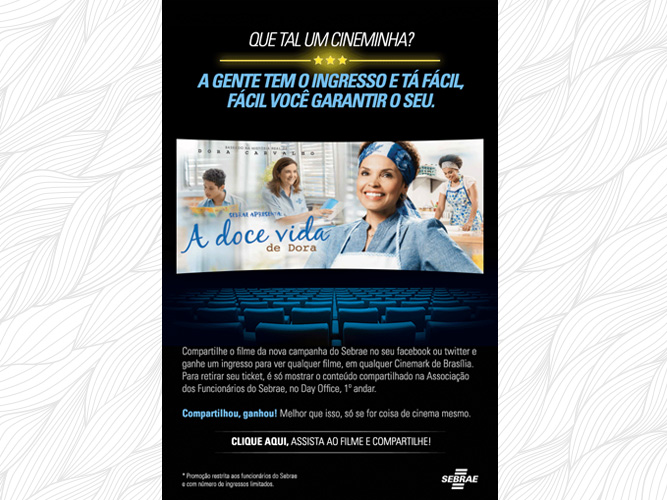 QUE TAL UM CINEMINHA?
A GENTE TEM O INGRESSO E TÁ FÁCIL,
FÁCIL VOCÊ GARANTIR O SEU.
DORA CARVALHO
SEBRAE APRESENTA
A doce vida
de Dora
Compartilhe o filme da nova campanha do Sebrae no seu facebook ou twitter e
ganhe um ingresso para ver qualquer filme, em qualquer Cinemark de Brasília.
Para retirar seu ticket, é só mostrar o conteúdo compartilhado na Associação
dos Funcionários do Sebrae, no Day Office, 1º andar.
Compartilhou, ganhou! Melhor que isso, só se for coisa de cinema mesmo.
CLIQUE AQUI, ASSISTA AO FILME E COMPARTILHE!
* Promoção restrita aos funcionários do Sebrae
e com número de ingressos limitados.
SEBRAE